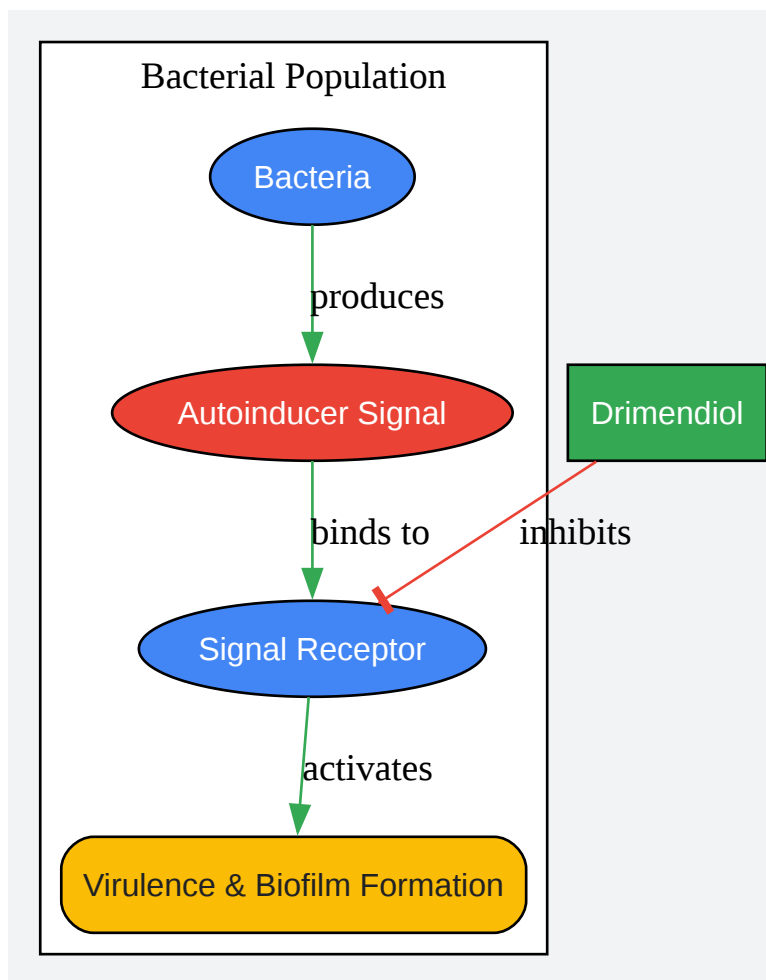 Bacterial Population
Bacteria
produces
Autoinducer Signal
Drimendiol
binds to
inhibits
Signal Receptor
activates
Virulence & Biofilm Formation